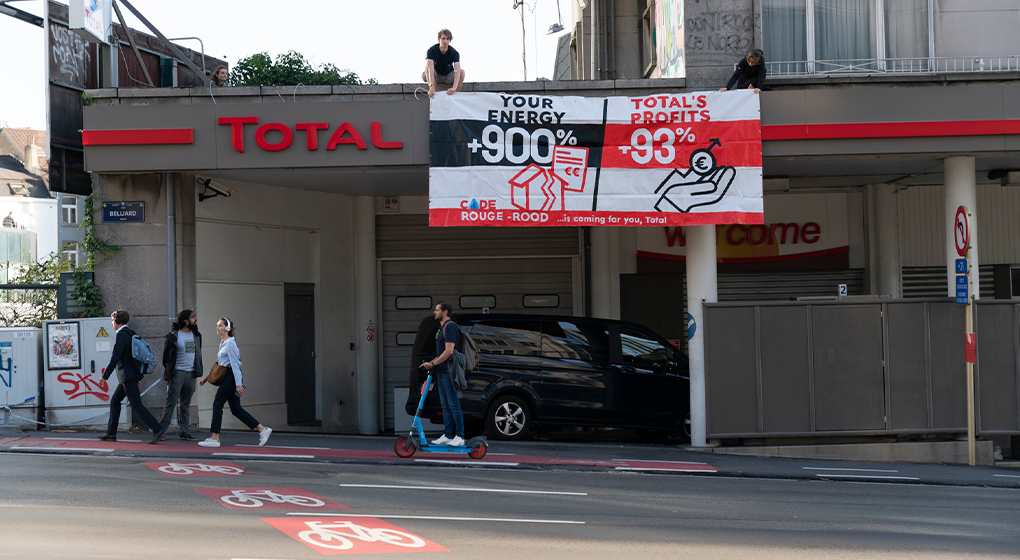 TOTAL
YOUR
ENERGY
+900%
€€
TOTAL'S
PROFITS
+93%
€
CODE
ROUGE-ROOD ...is coming for you, Total
BELLIARD
Welcome
2